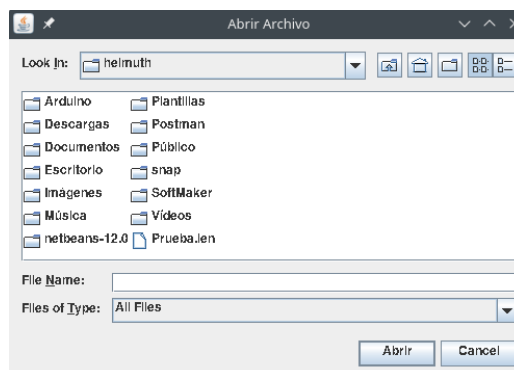 Abrir Archivo
Look In: helmuth
Arduino Plantillas
Descargas Postman
Documentos Público
Escritorio snap
Imágenes SoftMaker
Música Vídeos
netbeans-12.0 Prueba.len
File Name:
Files of Type: All Files
Abrir Cancel